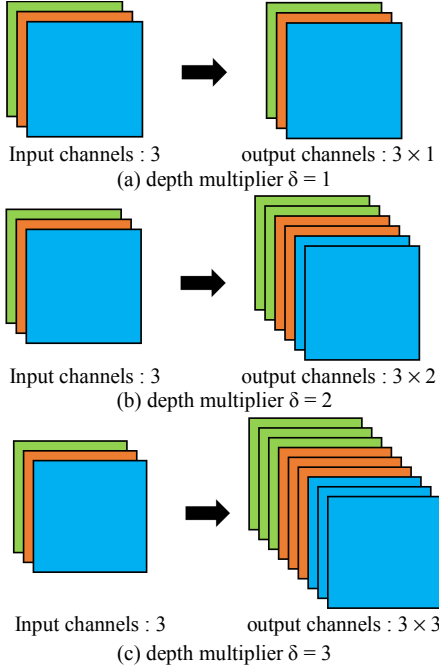 Input channels : 3
output channels : 3 × 1
(a) depth multiplier δ = 1
Input channels : 3
output channels : 3 × 2
(b) depth multiplier δ = 2
Input channels : 3
output channels : 3 × 3
(c) depth multiplier δ = 3